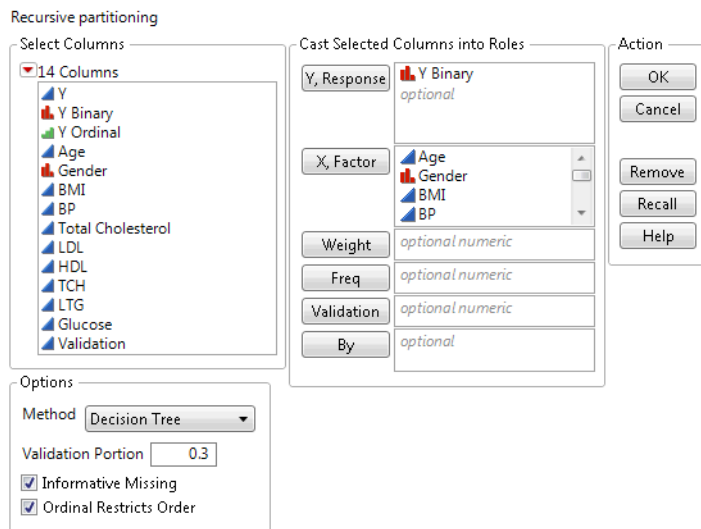 Recursive partitioning
Select Columns
14 Columns
Y
Y Binary
Y Ordinal
Age
Gender
BMI
BP
Total Cholesterol
LDL
HDL
TCH
LTG
Glucose
Validation
Cast Selected Columns into Roles
Y, Response
Y Binary
optional
X, Factor
Age
Gender
BMI
BP
Weight optional numeric
Freq optional numeric
Validation optional numeric
By optional
Action
OK
Cancel
Remove
Recall
Help
Options
Method Decision Tree
Validation Portion 0.3
Informative Missing
Ordinal Restricts Order